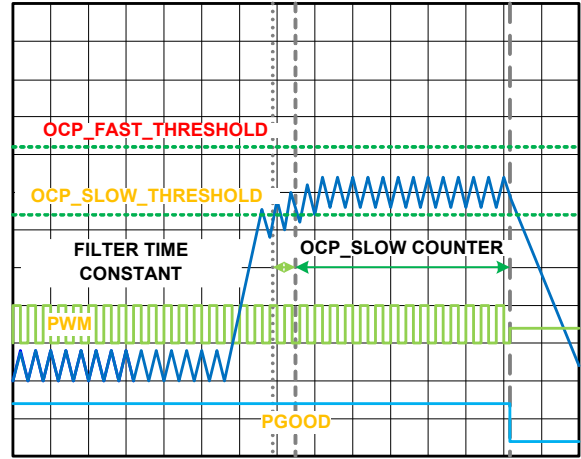 OCP_FAST_THRESHOLD
OCP_SLOW_THRESHOLD
FILTER TIME
CONSTANT
OCP_SLOW COUNTER
PWM
PGOOD